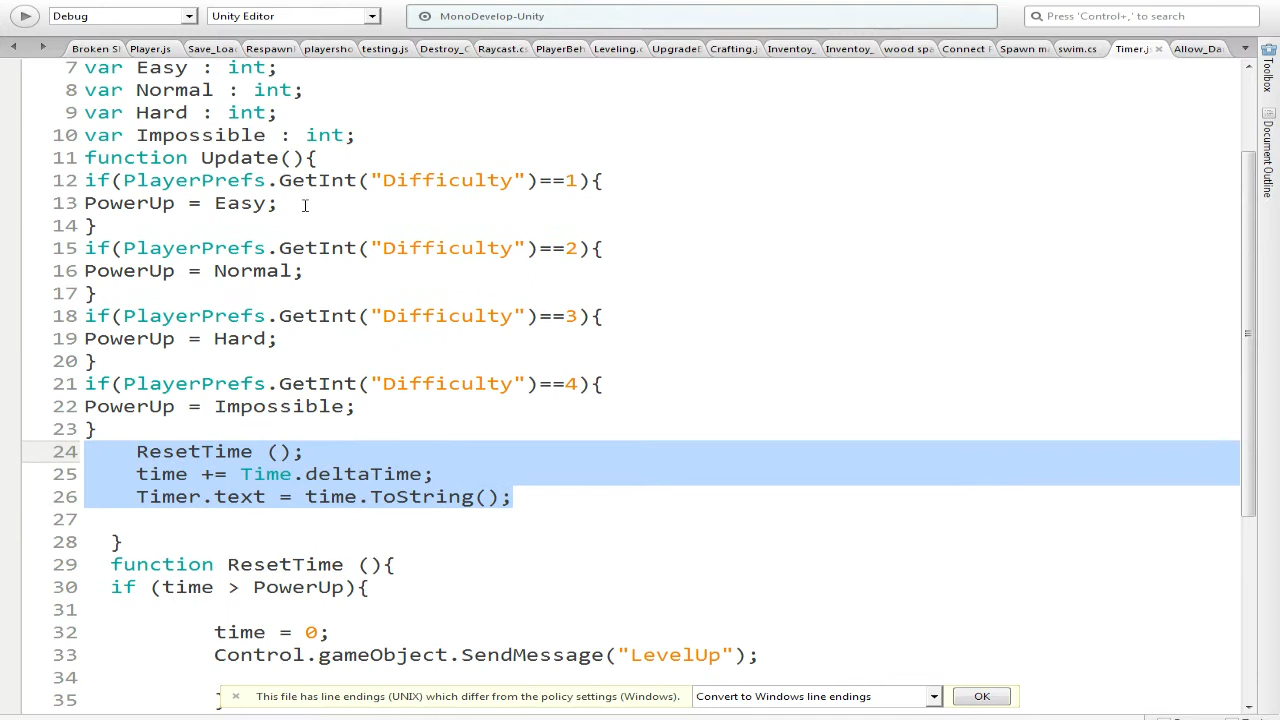 Debug Unity Editor MonoDevelop-Unity Press 'Control+,' to search
Broken S Player.js Save_Loa Respawn playersh testing.js Destroy_ Raycast.c PlayerBeh Leveling. Upgrade Crafting.j Inventoy_ Inventoy_ wood sp Connect Spawn m swim.cs Timer.j Allow_Da
7 var Easy : int;
8 var Normal : int;
9 var Hard : int;
10 var Impossible : int;
11 function Update(){
12 if(PlayerPrefs.GetInt("Difficulty")==1){
13 PowerUp = Easy;
14 }
15 if(PlayerPrefs.GetInt("Difficulty")==2){
16 PowerUp = Normal;
17 }
18 if(PlayerPrefs.GetInt("Difficulty")==3){
19 PowerUp = Hard;
20 }
21 if(PlayerPrefs.GetInt("Difficulty")==4){
22 PowerUp = Impossible;
23 }
24 ResetTime ();
25 time += Time.deltaTime;
26 Timer.text = time.ToString();
27
28 }
29 function ResetTime (){
30 if (time > PowerUp){
31
32 time = 0;
33 Control.gameObject.SendMessage("LevelUp");
34
35
This file has line endings (UNIX) which differ from the policy settings (Windows). Convert to Windows line endings OK
Toolbox
Document Outline